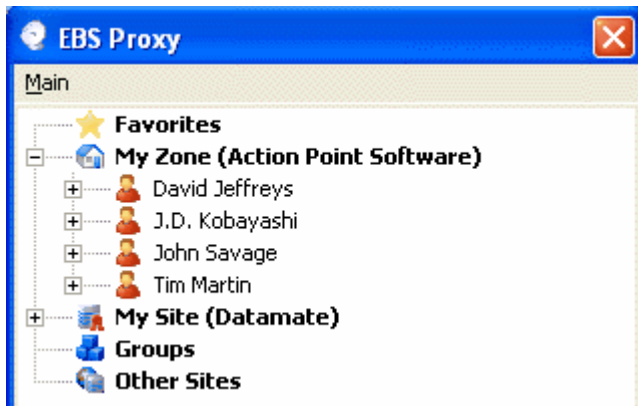 EBS Proxy
Main
Favorites
My Zone (Action Point Software)
David Jeffreys
J.D. Kobayashi
John Savage
Tim Martin
My Site (Datamate)
Groups
Other Sites